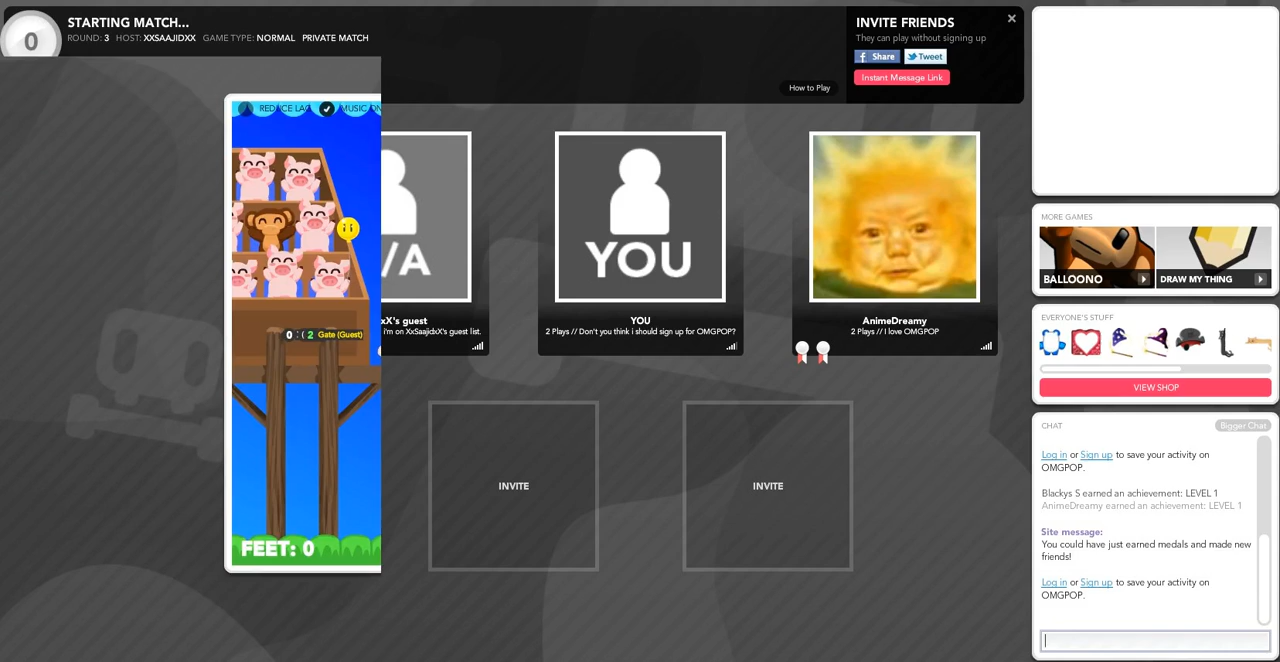 0
STARTING MATCH...
ROUND: 3 HOST: XXSAAJIDXX GAME TYPE: NORMAL PRIVATE MATCH
How to Play
INVITE FRIENDS
They can play without signing up
f Share Tweet
Instant Message Link
REDUCE LAG MUSIC ON
0 : ( 2 Gate (Guest)
FEET: 0
/A
xX's guest
i'm on XxSaajidxX's guest list.
YOU
YOU
2 Plays // Don't you think i should sign up for OMGPOP?
AnimeDreamy
2 Plays // I love OMGPOP
INVITE
INVITE
MORE GAMES
BALLOONO
DRAW MY THING
EVERYONE'S STUFF
VIEW SHOP
CHAT
Bigger Chat
Log in or Sign up to save your activity on
OMGPOP.
Blackys S earned an achievement: LEVEL 1
AnimeDreamy earned an achievement: LEVEL 1
Site message:
You could have just earned medals and made new
friends!
Log in or Sign up to save your activity on
OMGPOP.